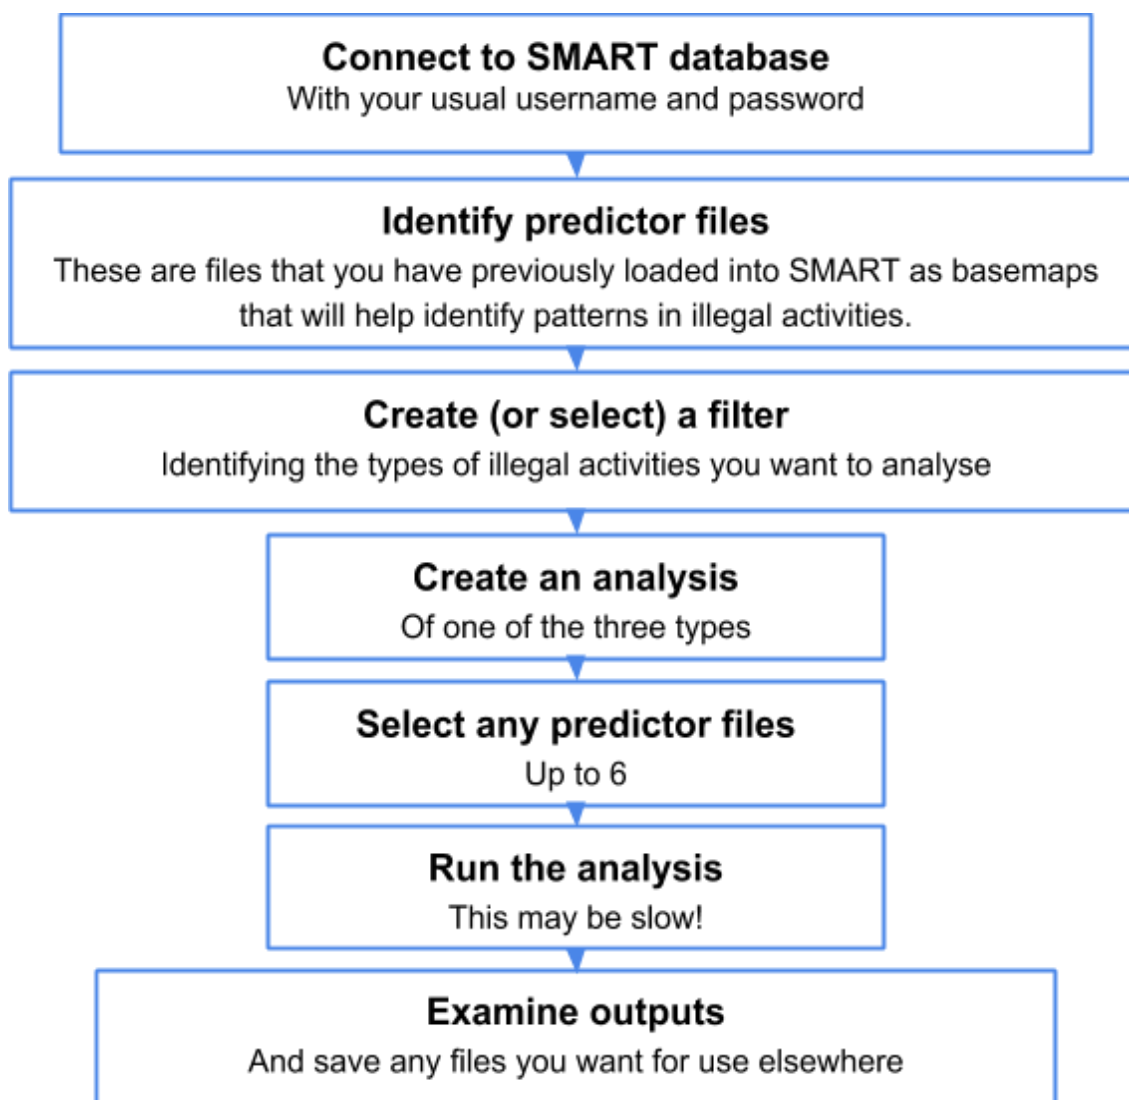 Connect to SMART database
With your usual username and password
Identify predictor files
These are files that you have previously loaded into SMART as basemaps
that will help identify patterns in illegal activities.
Create (or select) a filter
Identifying the types of illegal activities you want to analyse
Create an analysis
Of one of the three types
Select any predictor files
Up to 6
Run the analysis
This may be slow!
Examine outputs
And save any files you want for use elsewhere